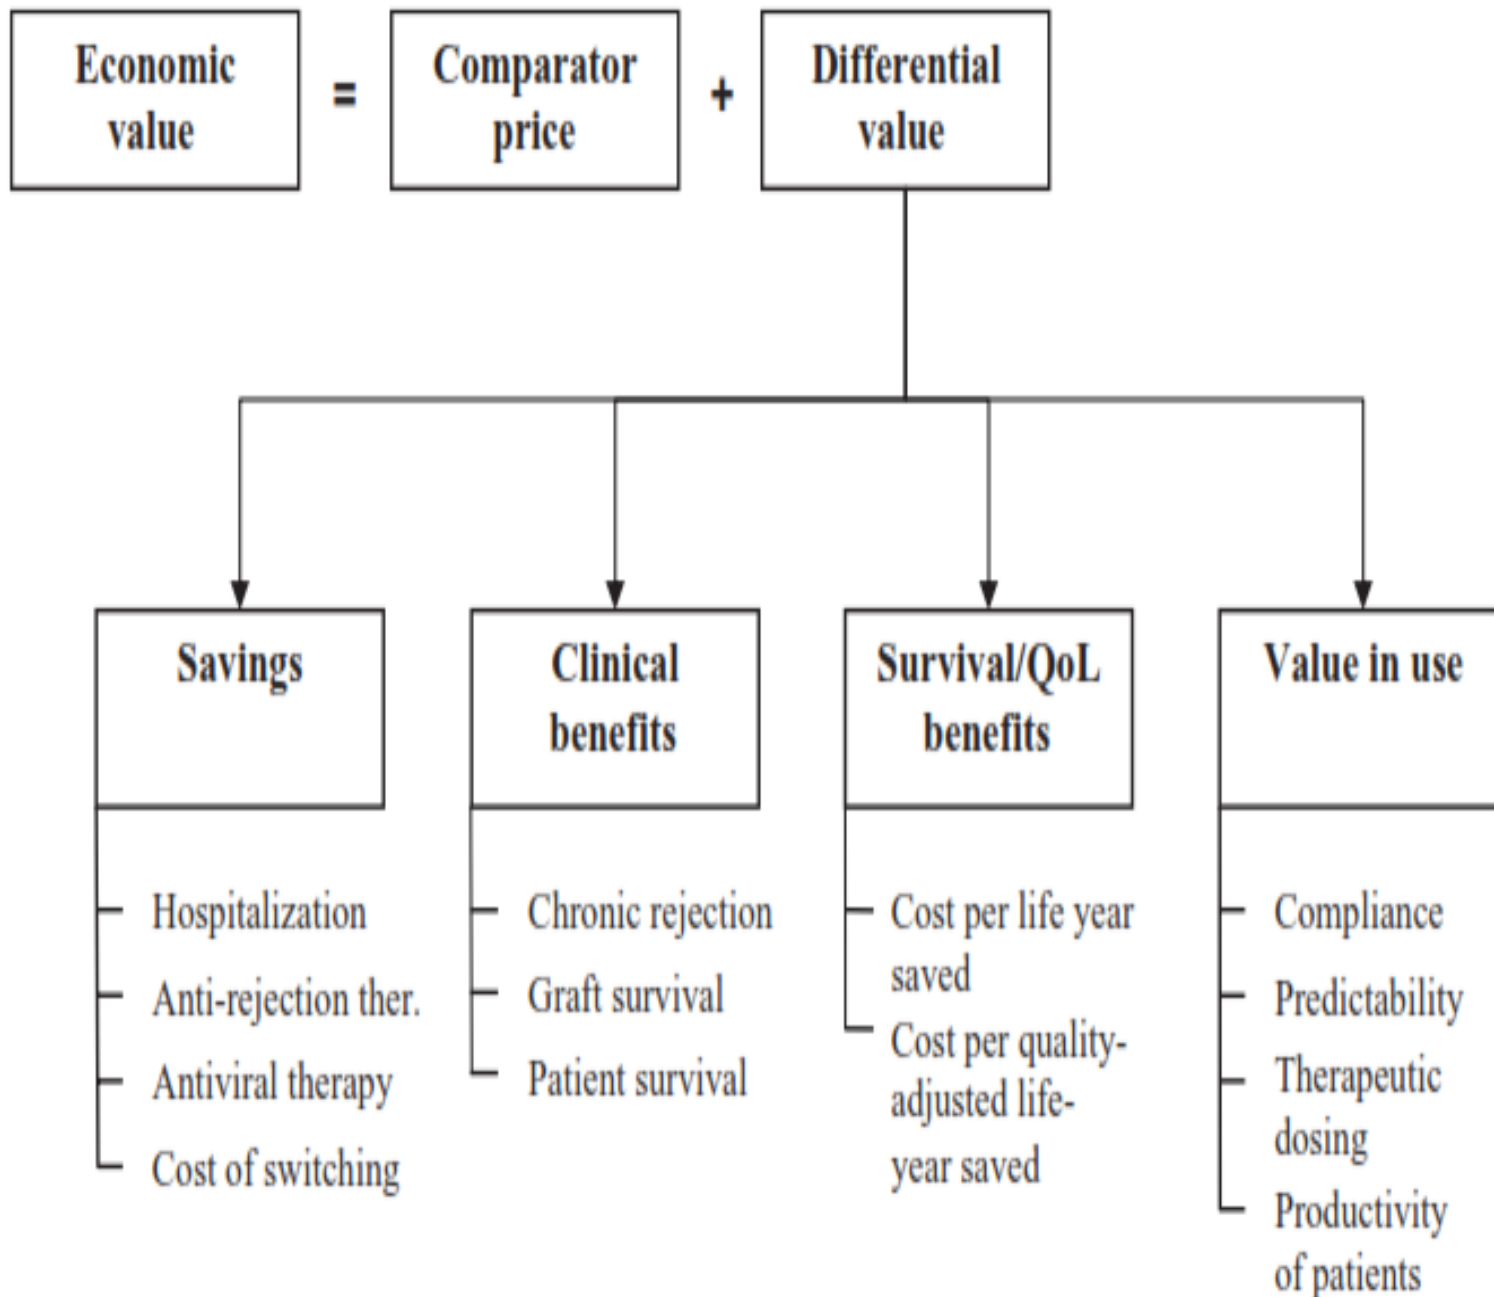 Economic
value
=
Comparator
price
+
Differential
value
Savings
Hospitalization
Anti-rejection ther.
Antiviral therapy
Cost of switching
Clinical
benefits
Chronic rejection
Graft survival
Patient survival
Survival/QoL
benefits
Cost per life year
saved
Cost per quality-
adjusted life-
year saved
Value in use
Compliance
Predictability
Therapeutic
dosing
Productivity
of patients